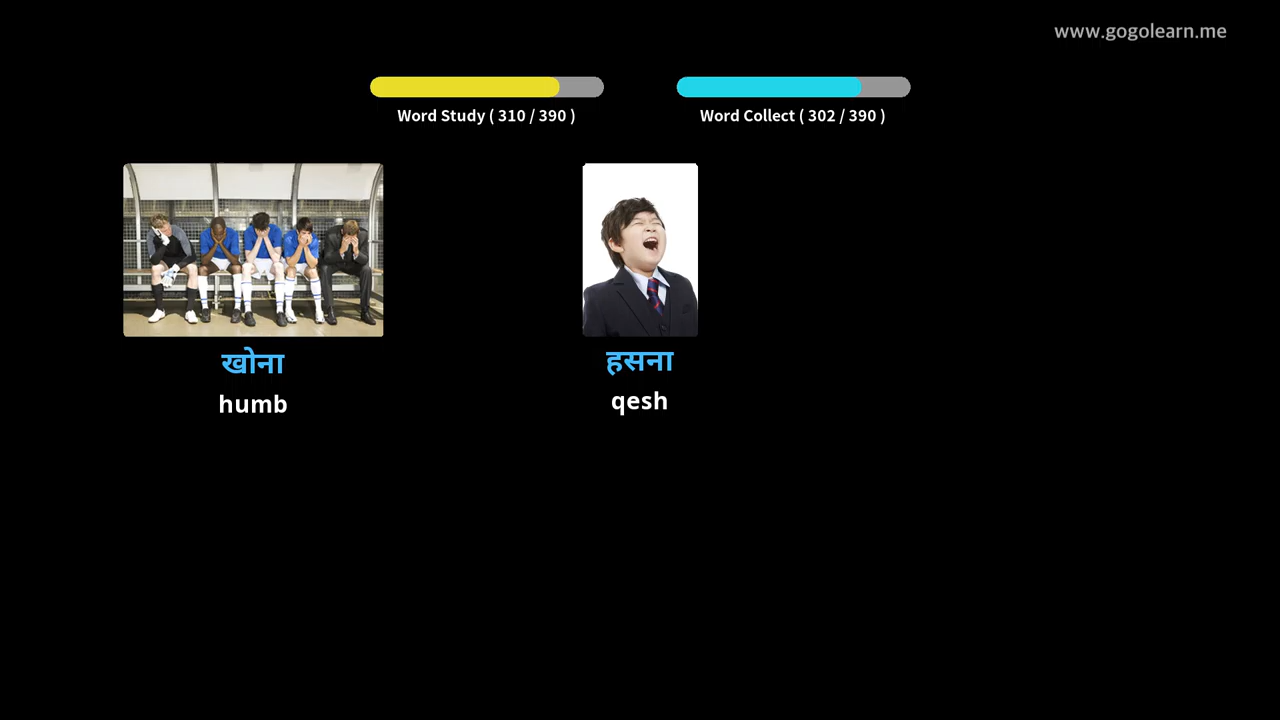 www.gogolearn.me
Word Study ( 310 / 390 )
Word Collect ( 302 / 390 )
खोना
humb
हसना
qesh